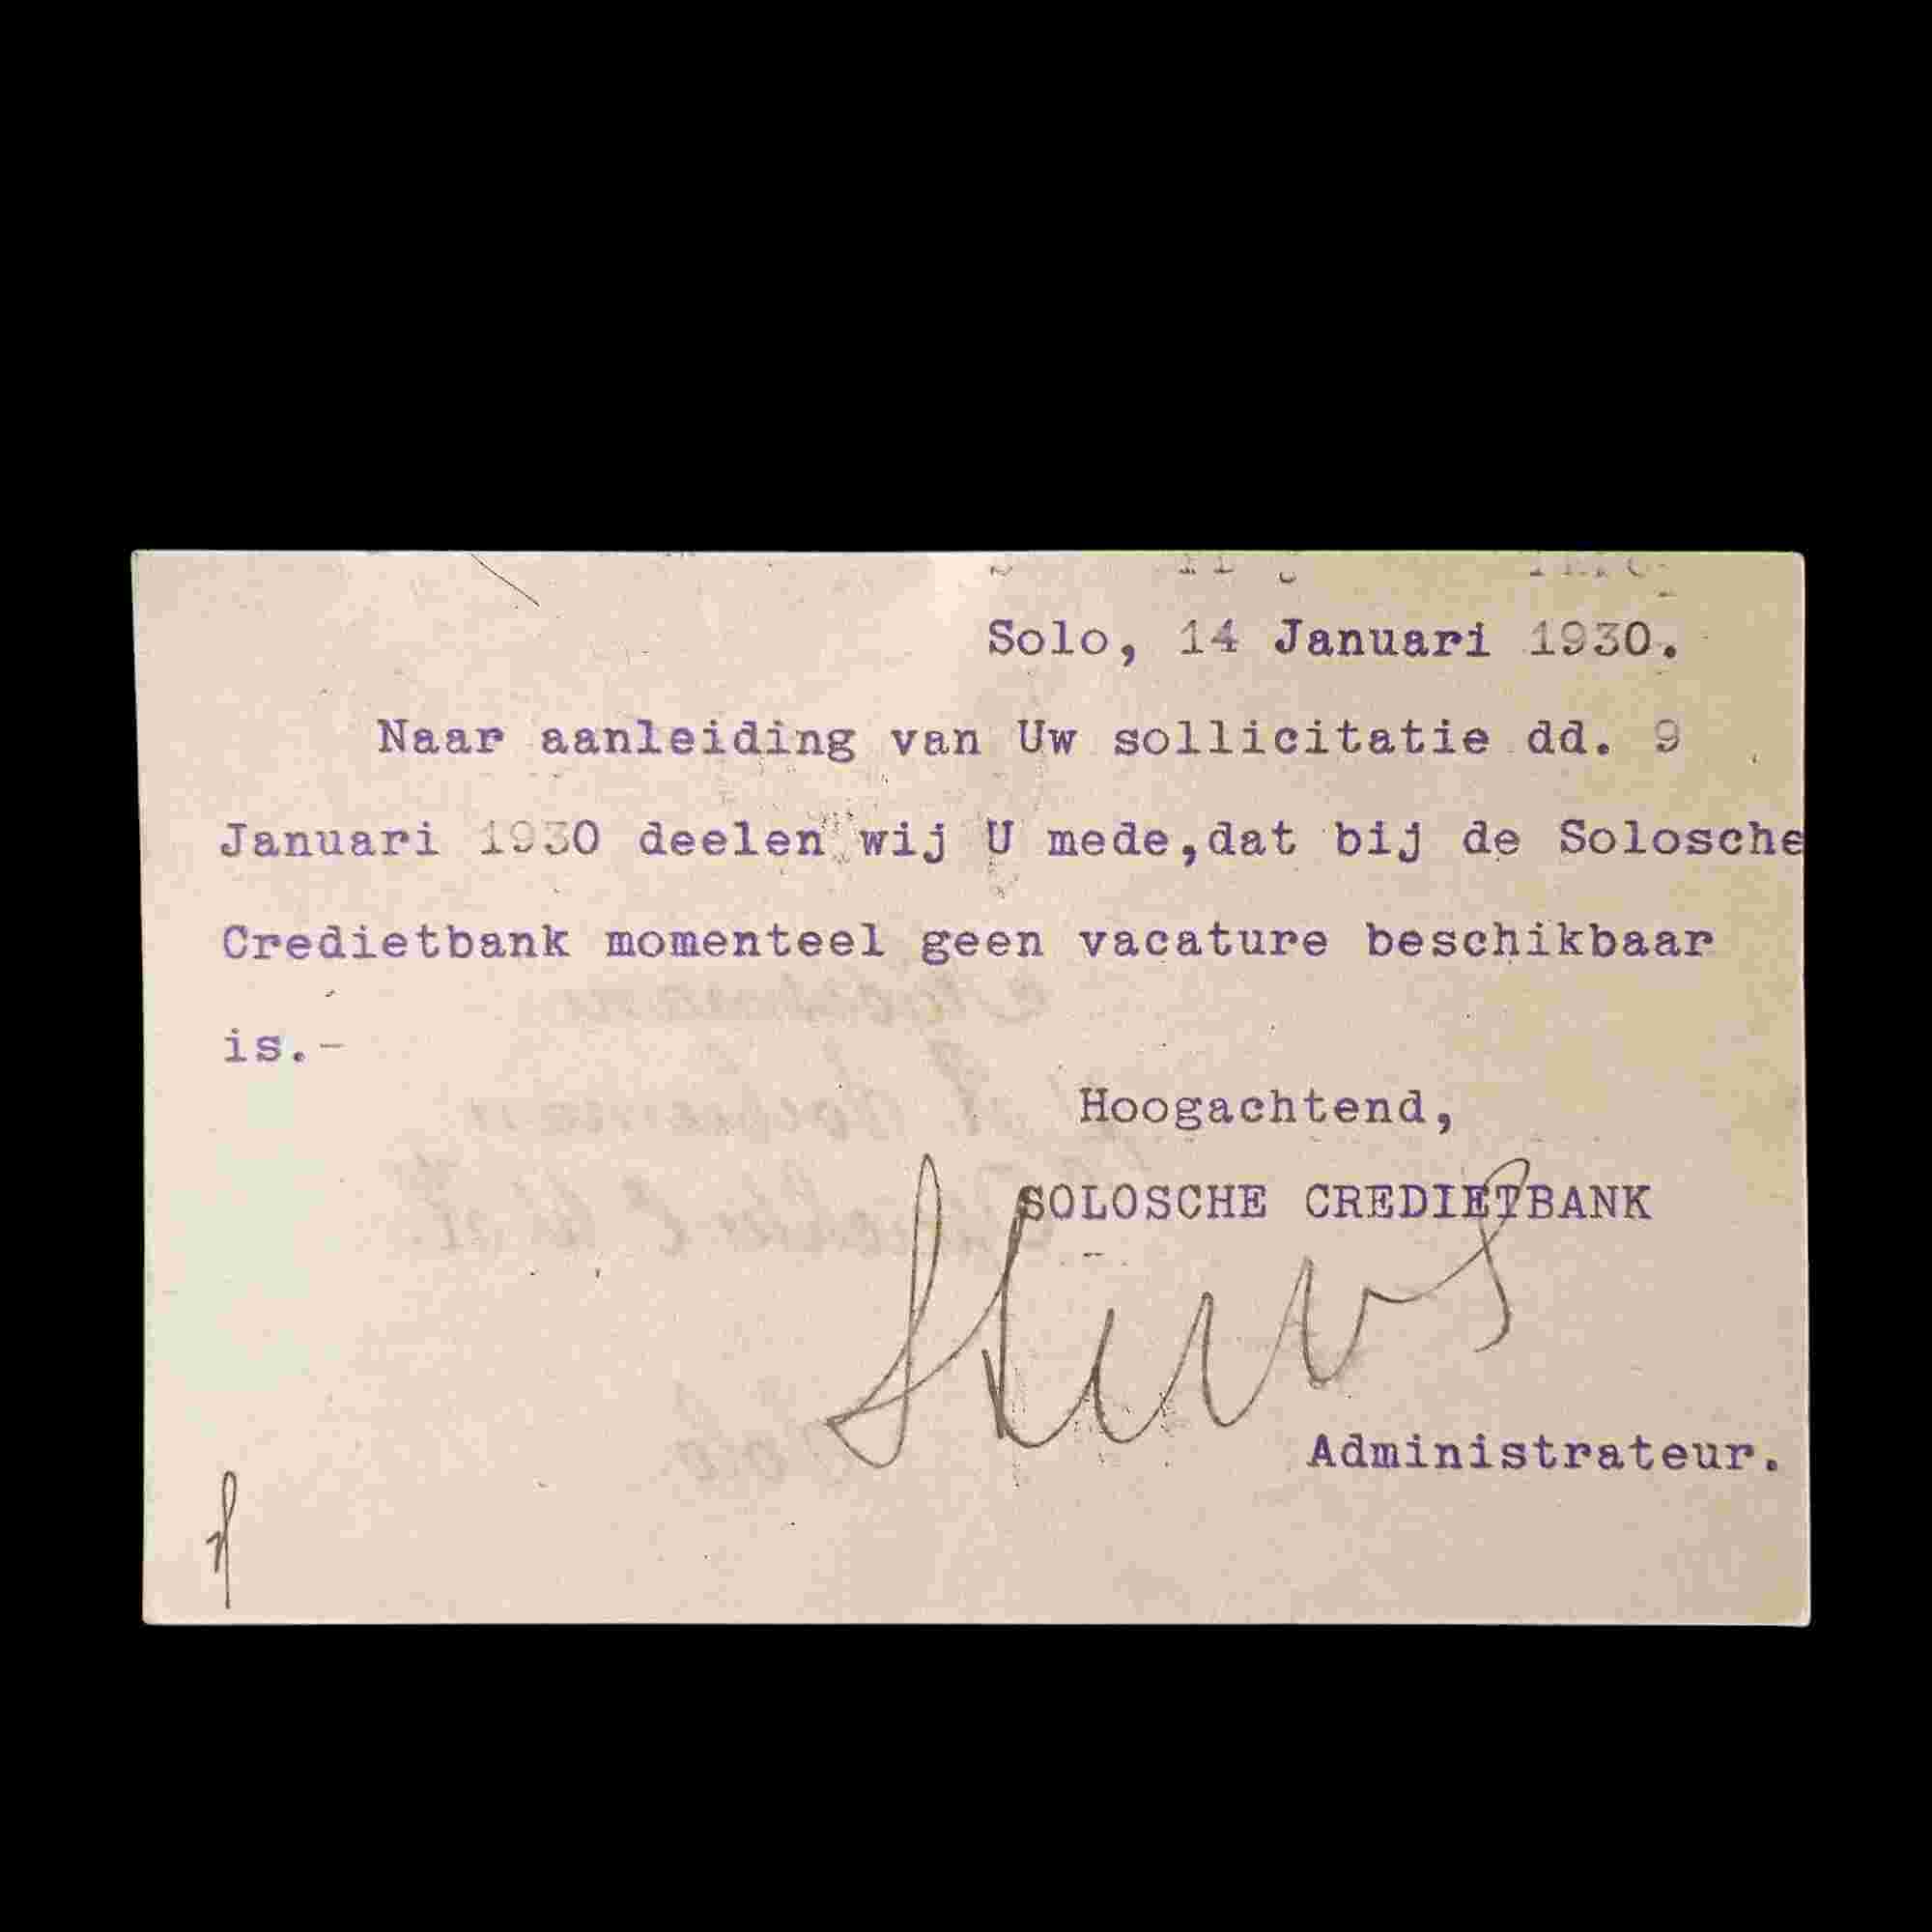 Solo, 14 Januari 1930.
Naar aanleiding van Uw sollicitatie dd. 9
Januari 1930 deelen wij U mede,dat bij de Solosche
Credietbank momenteel geen vacature beschikbaar
is.-
Hoogachtend,
SOLOSCHE CREDIETBANK
Administrateur.